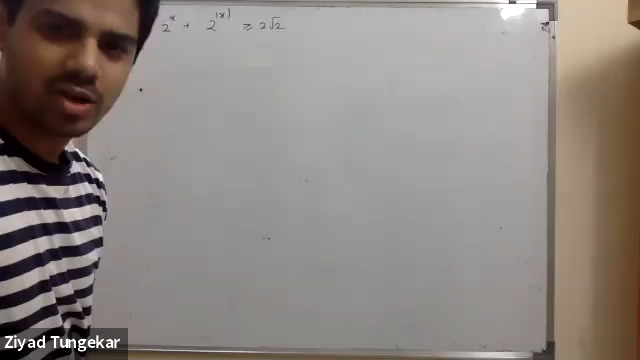 2^x + 2^|x| ≥ 2√2
Ziyad Tungekar